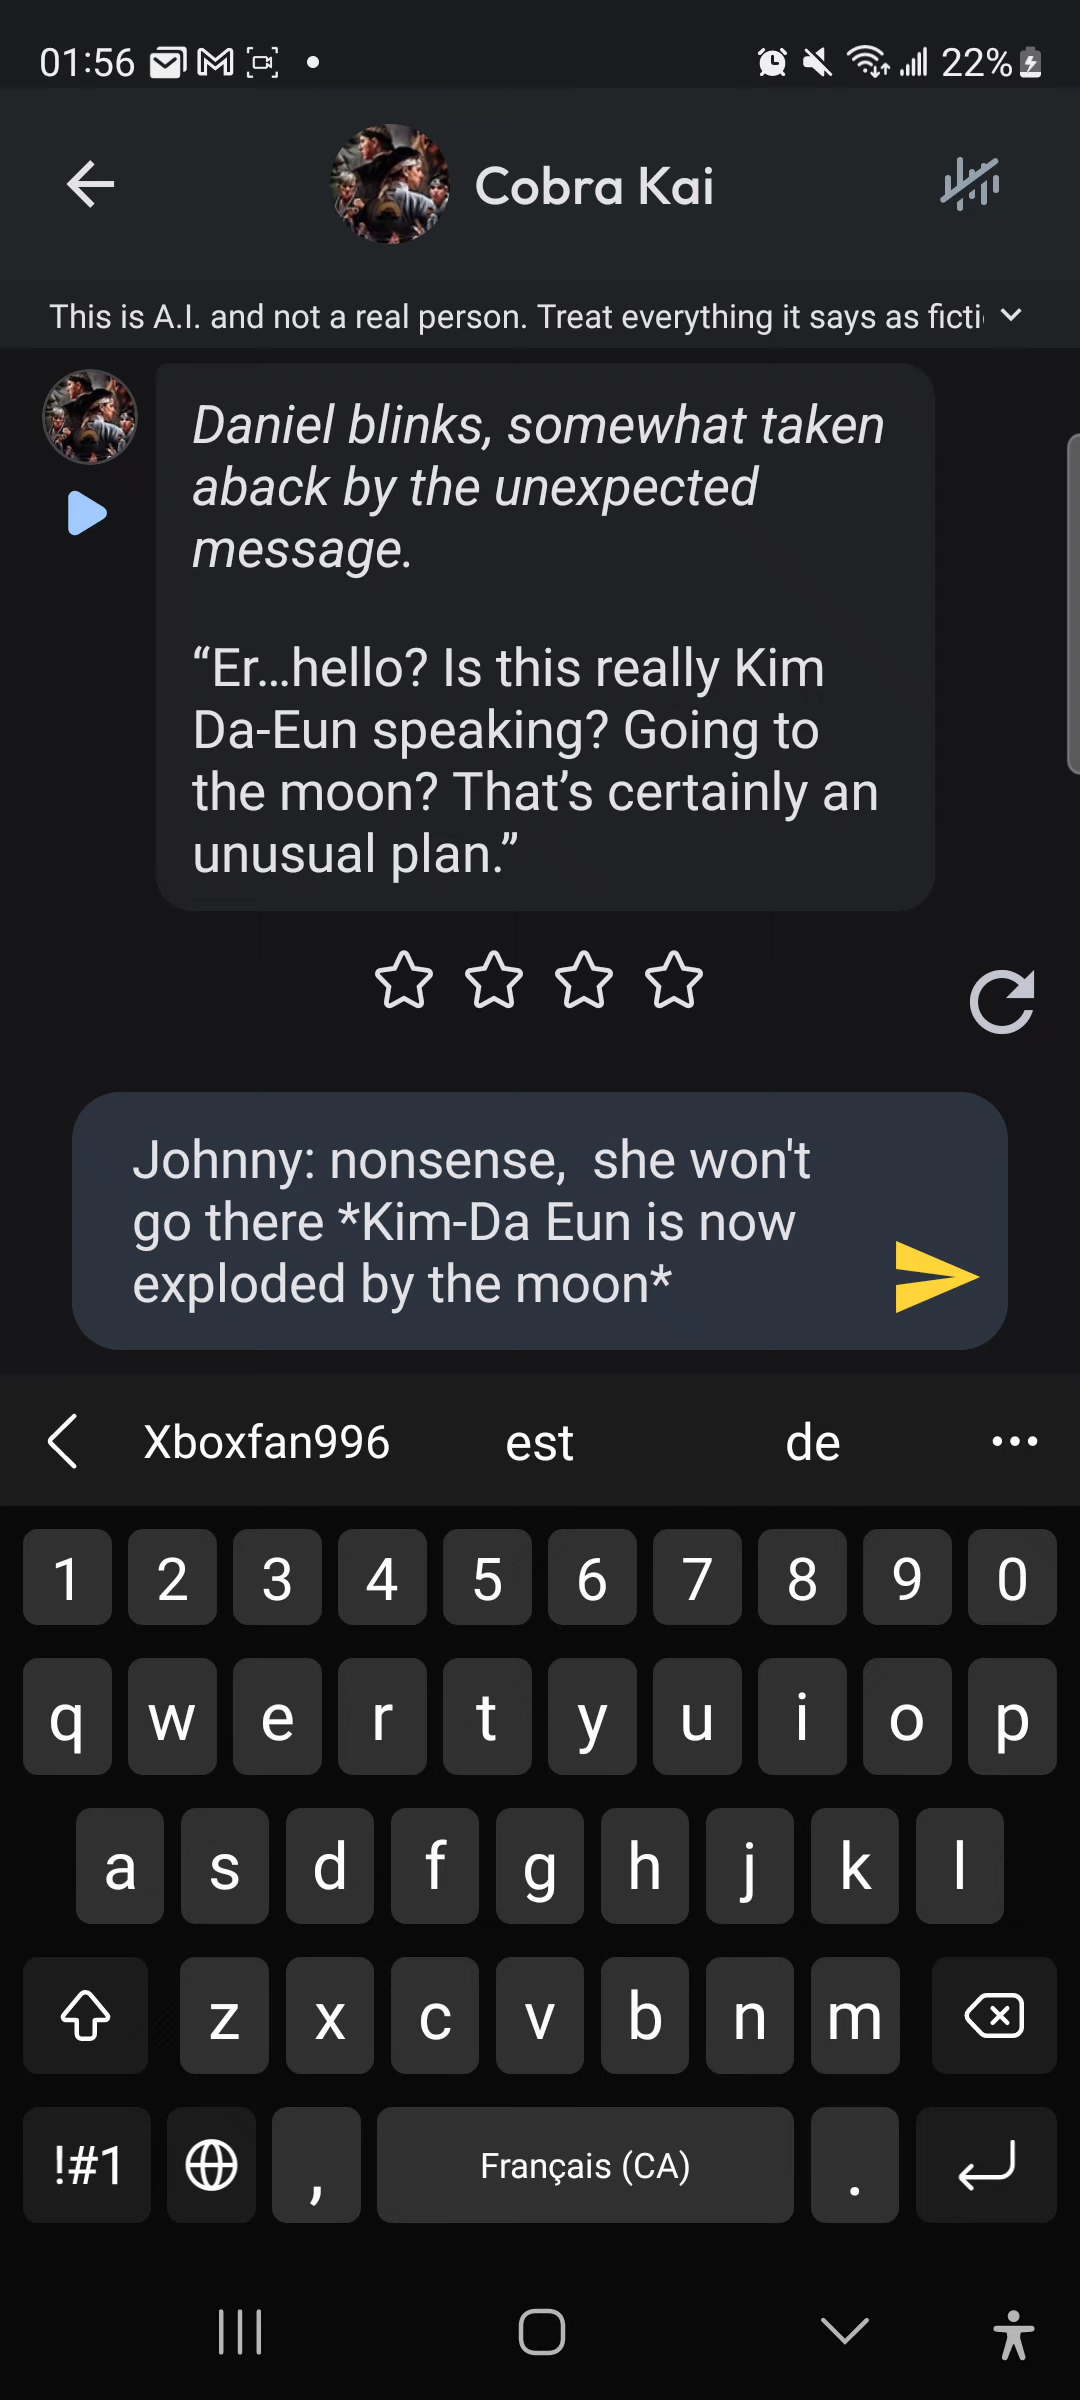 01:56 22%
Cobra Kai
This is A.I. and not a real person. Treat everything it says as ficti
Daniel blinks, somewhat taken
aback by the unexpected
message.
“Er...hello? Is this really Kim
Da-Eun speaking? Going to
the moon? That’s certainly an
unusual plan.”
Johnny: nonsense,  she won't
go there *Kim-Da Eun is now
exploded by the moon*
Xboxfan996 est de ...
1 2 3 4 5 6 7 8 9 0
q w e r t y u i o p
a s d f g h j k l
z x c v b n m
!#1 , Français (CA) .